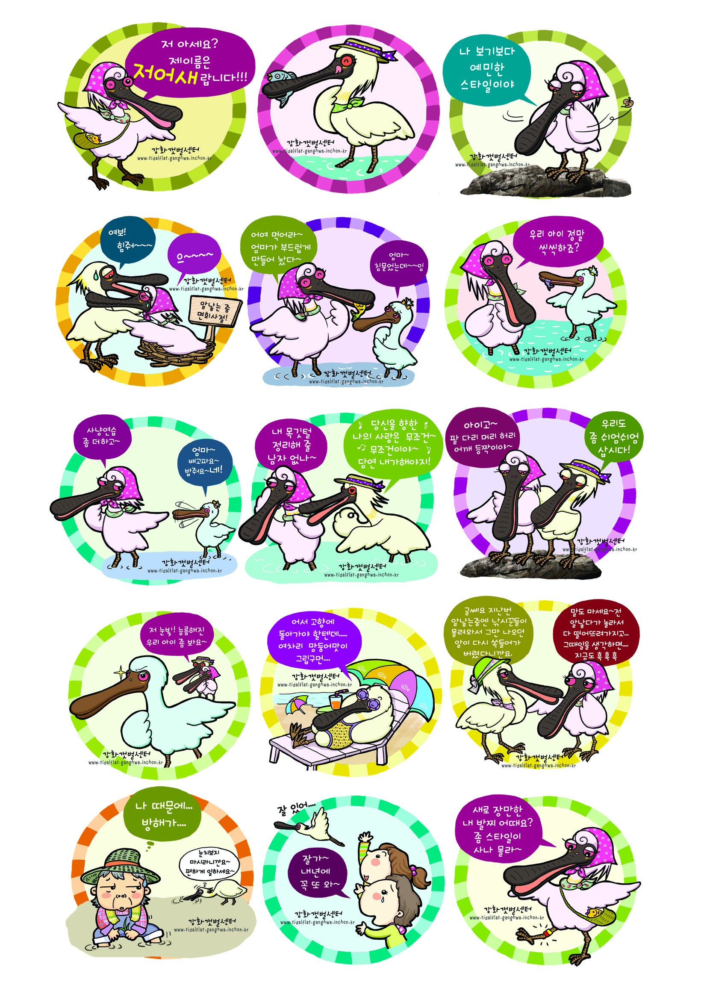 저 아세요?
제이름은
저어새 랍니다!!!
강화갯벌센터
www.tidalflat.ganghwa.inchon.kr
강화갯벌센터
www.tidalflat.ganghwa.inchon.kr
나 보기보다
예민한
스타일이야
강화갯벌센터
www.tidalflat.ganghwa.inchon.kr
여보!
힘줘~~~
으~~~~~
강화갯벌센터
www.tidalflat.ganghwa.inchon.kr
알낳는 중
면회사절!
어여 먹어라~
엄마가 부드럽게
만들어 놨다~
엄마~
침묻었는데~~잉
강화갯벌센터
www.tidalflat.ganghwa.inchon.kr
우리 아이 정말
씩씩하죠?
강화갯벌센터
www.tidalflat.ganghwa.inchon.kr
사냥연습
좀 더하고~
엄마~
배고파요~
밥줘요~네!
강화갯벌센터
www.tidalflat.ganghwa.inchon.kr
내 목깃털
정리해 줄
남자 없나~
♪ 당신을 향한
나의 사랑은 무조건~
♫ 무조건이야~ ♪
당연 내가해야지!
강화갯벌센터
www.tidalflat.ganghwa.inchon.kr
아이고~
팔 다리 머리 허리
어깨 등짝이야~
우리도
좀 쉬엄쉬엄
삽시다!
강화갯벌센터
www.tidalflat.ganghwa.inchon.kr
저 눈빛! 늠름해진
우리 아이 좀 봐요~
강화갯벌센터
www.tidalflat.ganghwa.inchon.kr
어서 고향에
돌아가야 할텐데.....
여차리 망둥어맛이
그립구먼....
강화갯벌센터
www.tidalflat.ganghwa.inchon.kr
글쎄요 지난번
알낳는중엔 낚시꾼들이
몰려와서 그만 나오던
알이 다시 쏙들어가
버렸다니깐요.
말도 마세요~전
알낳다가 놀라서
다 떨어뜨려가지고...
그때일을 생각하면....
지금도 흑 흑 흑
강화갯벌센터
www.tidalflat.ganghwa.inchon.kr
나 때문에...
방해가....
눈치보지
마시라니깐요~
편하게 일하세요~
강화갯벌센터
www.tidalflat.ganghwa.inchon.kr
잘 있어....
잘가~
내년에
꼭 또 와~
강화갯벌센터
www.tidalflat.ganghwa.inchon.kr
새로 장만한
내 발찌 어때요?
좀 스타일이
사나 몰라~
강화갯벌센터
www.tidalflat.ganghwa.inchon.kr